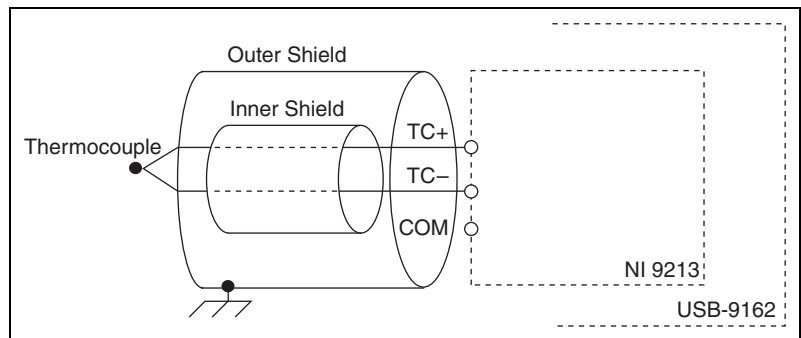 Outer Shield
Inner Shield
Thermocouple
TC+
TC–
COM
NI 9213
USB-9162